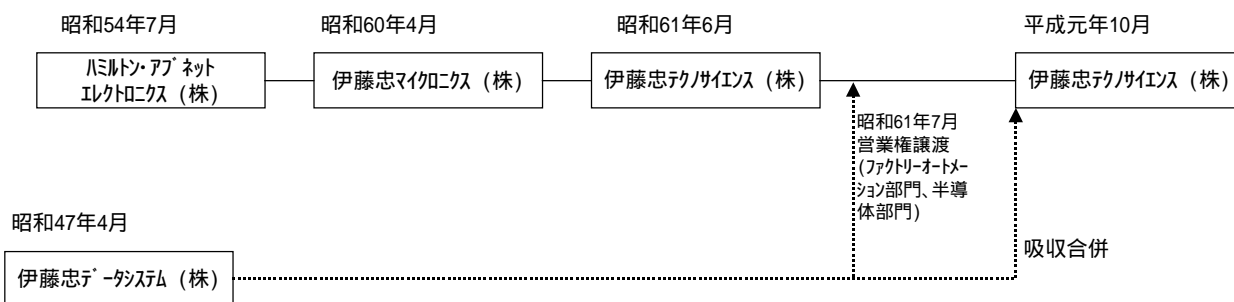 昭和54年7月
昭和60年4月
昭和61年6月
平成元年10月
ﾊﾐﾙﾄﾝ･ｱﾌﾞﾈｯﾄ
ｴﾚｸﾄﾛﾆｸｽ（株）
伊藤忠ﾏｲｸﾛﾆｸｽ（株）
伊藤忠ﾃｸﾉｻｲｴﾝｽ（株）
伊藤忠ﾃｸﾉｻｲｴﾝｽ（株）
昭和61年7月
営業権譲渡
(ﾌｧｸﾄﾘｰｵｰﾄﾒｰ
ｼｮﾝ部門、半導
体部門)
昭和47年4月
吸収合併
伊藤忠ﾃﾞｰﾀｼｽﾃﾑ（株）